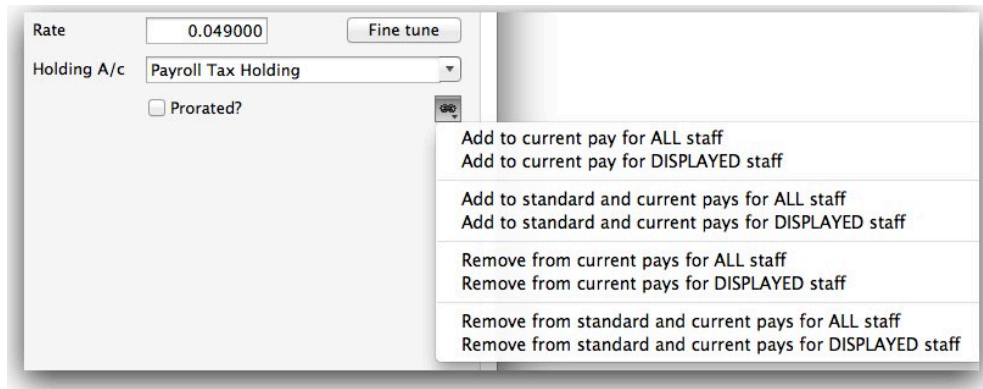 Rate 0.049000 Fine tune
Holding A/c Payroll Tax Holding
Prorated?
Add to current pay for ALL staff
Add to current pay for DISPLAYED staff
Add to standard and current pays for ALL staff
Add to standard and current pays for DISPLAYED staff
Remove from current pays for ALL staff
Remove from current pays for DISPLAYED staff
Remove from standard and current pays for ALL staff
Remove from standard and current pays for DISPLAYED staff